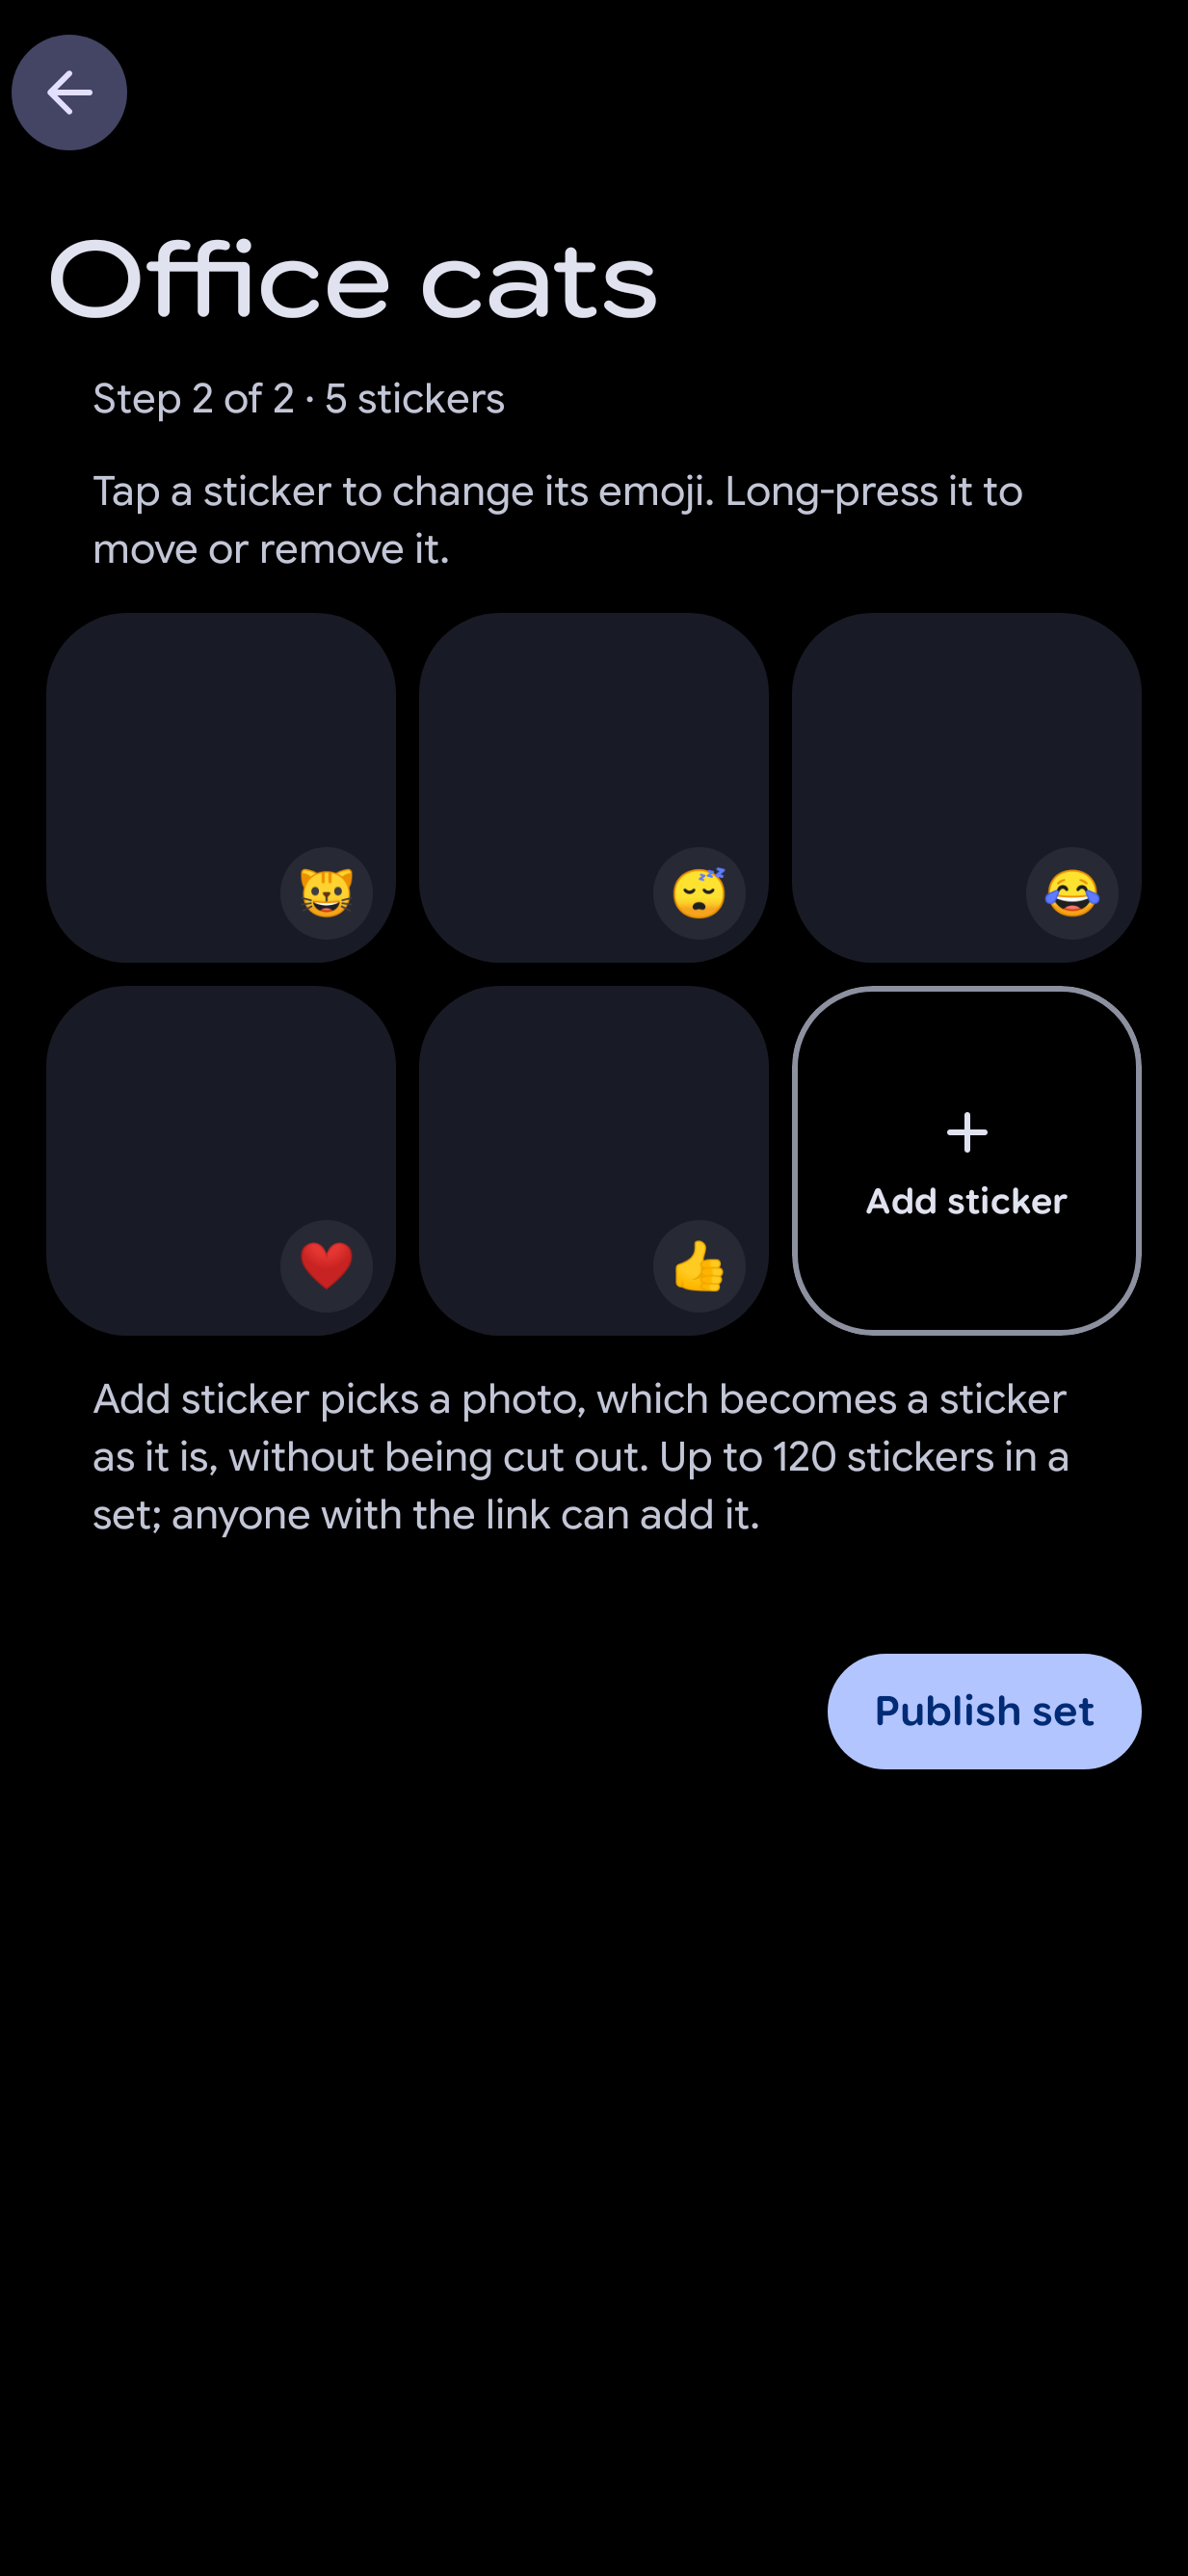 Office cats
Step 2 of 2 · 5 stickers
Tap a sticker to change its emoji. Long-press it to
move or remove it.
Add sticker
Add sticker picks a photo, which becomes a sticker
as it is, without being cut out. Up to 120 stickers in a
set; anyone with the link can add it.
Publish set